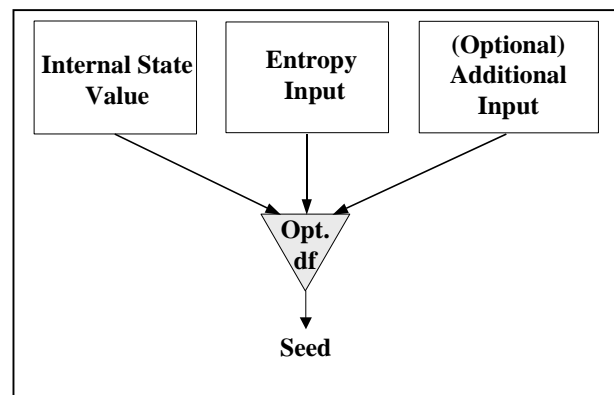 Internal State
Value
Entropy
Input
(Optional)
Additional
Input
Opt.
df
Seed